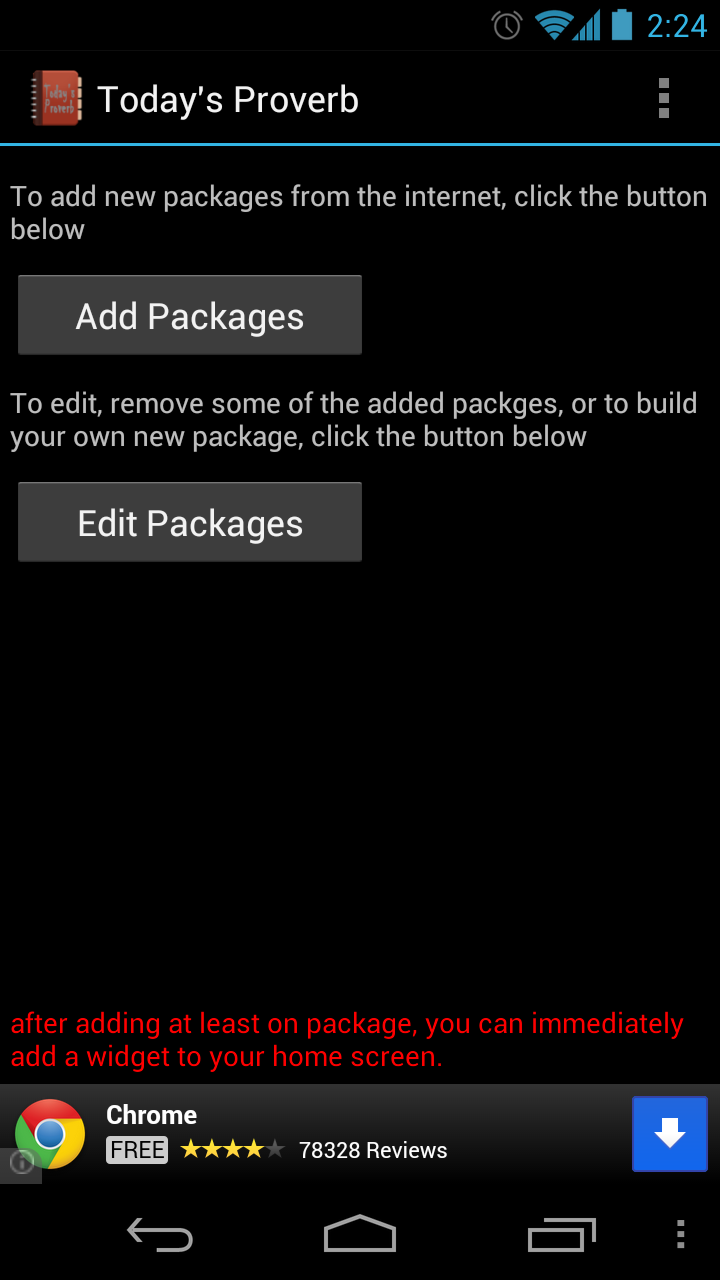 2:24
Today's Proverb
Today's Proverb
To add new packages from the internet, click the button
below
Add Packages
To edit, remove some of the added packges, or to build
your own new package, click the button below
Edit Packages
after adding at least on package, you can immediately
add a widget to your home screen.
Chrome
FREE 78328 Reviews